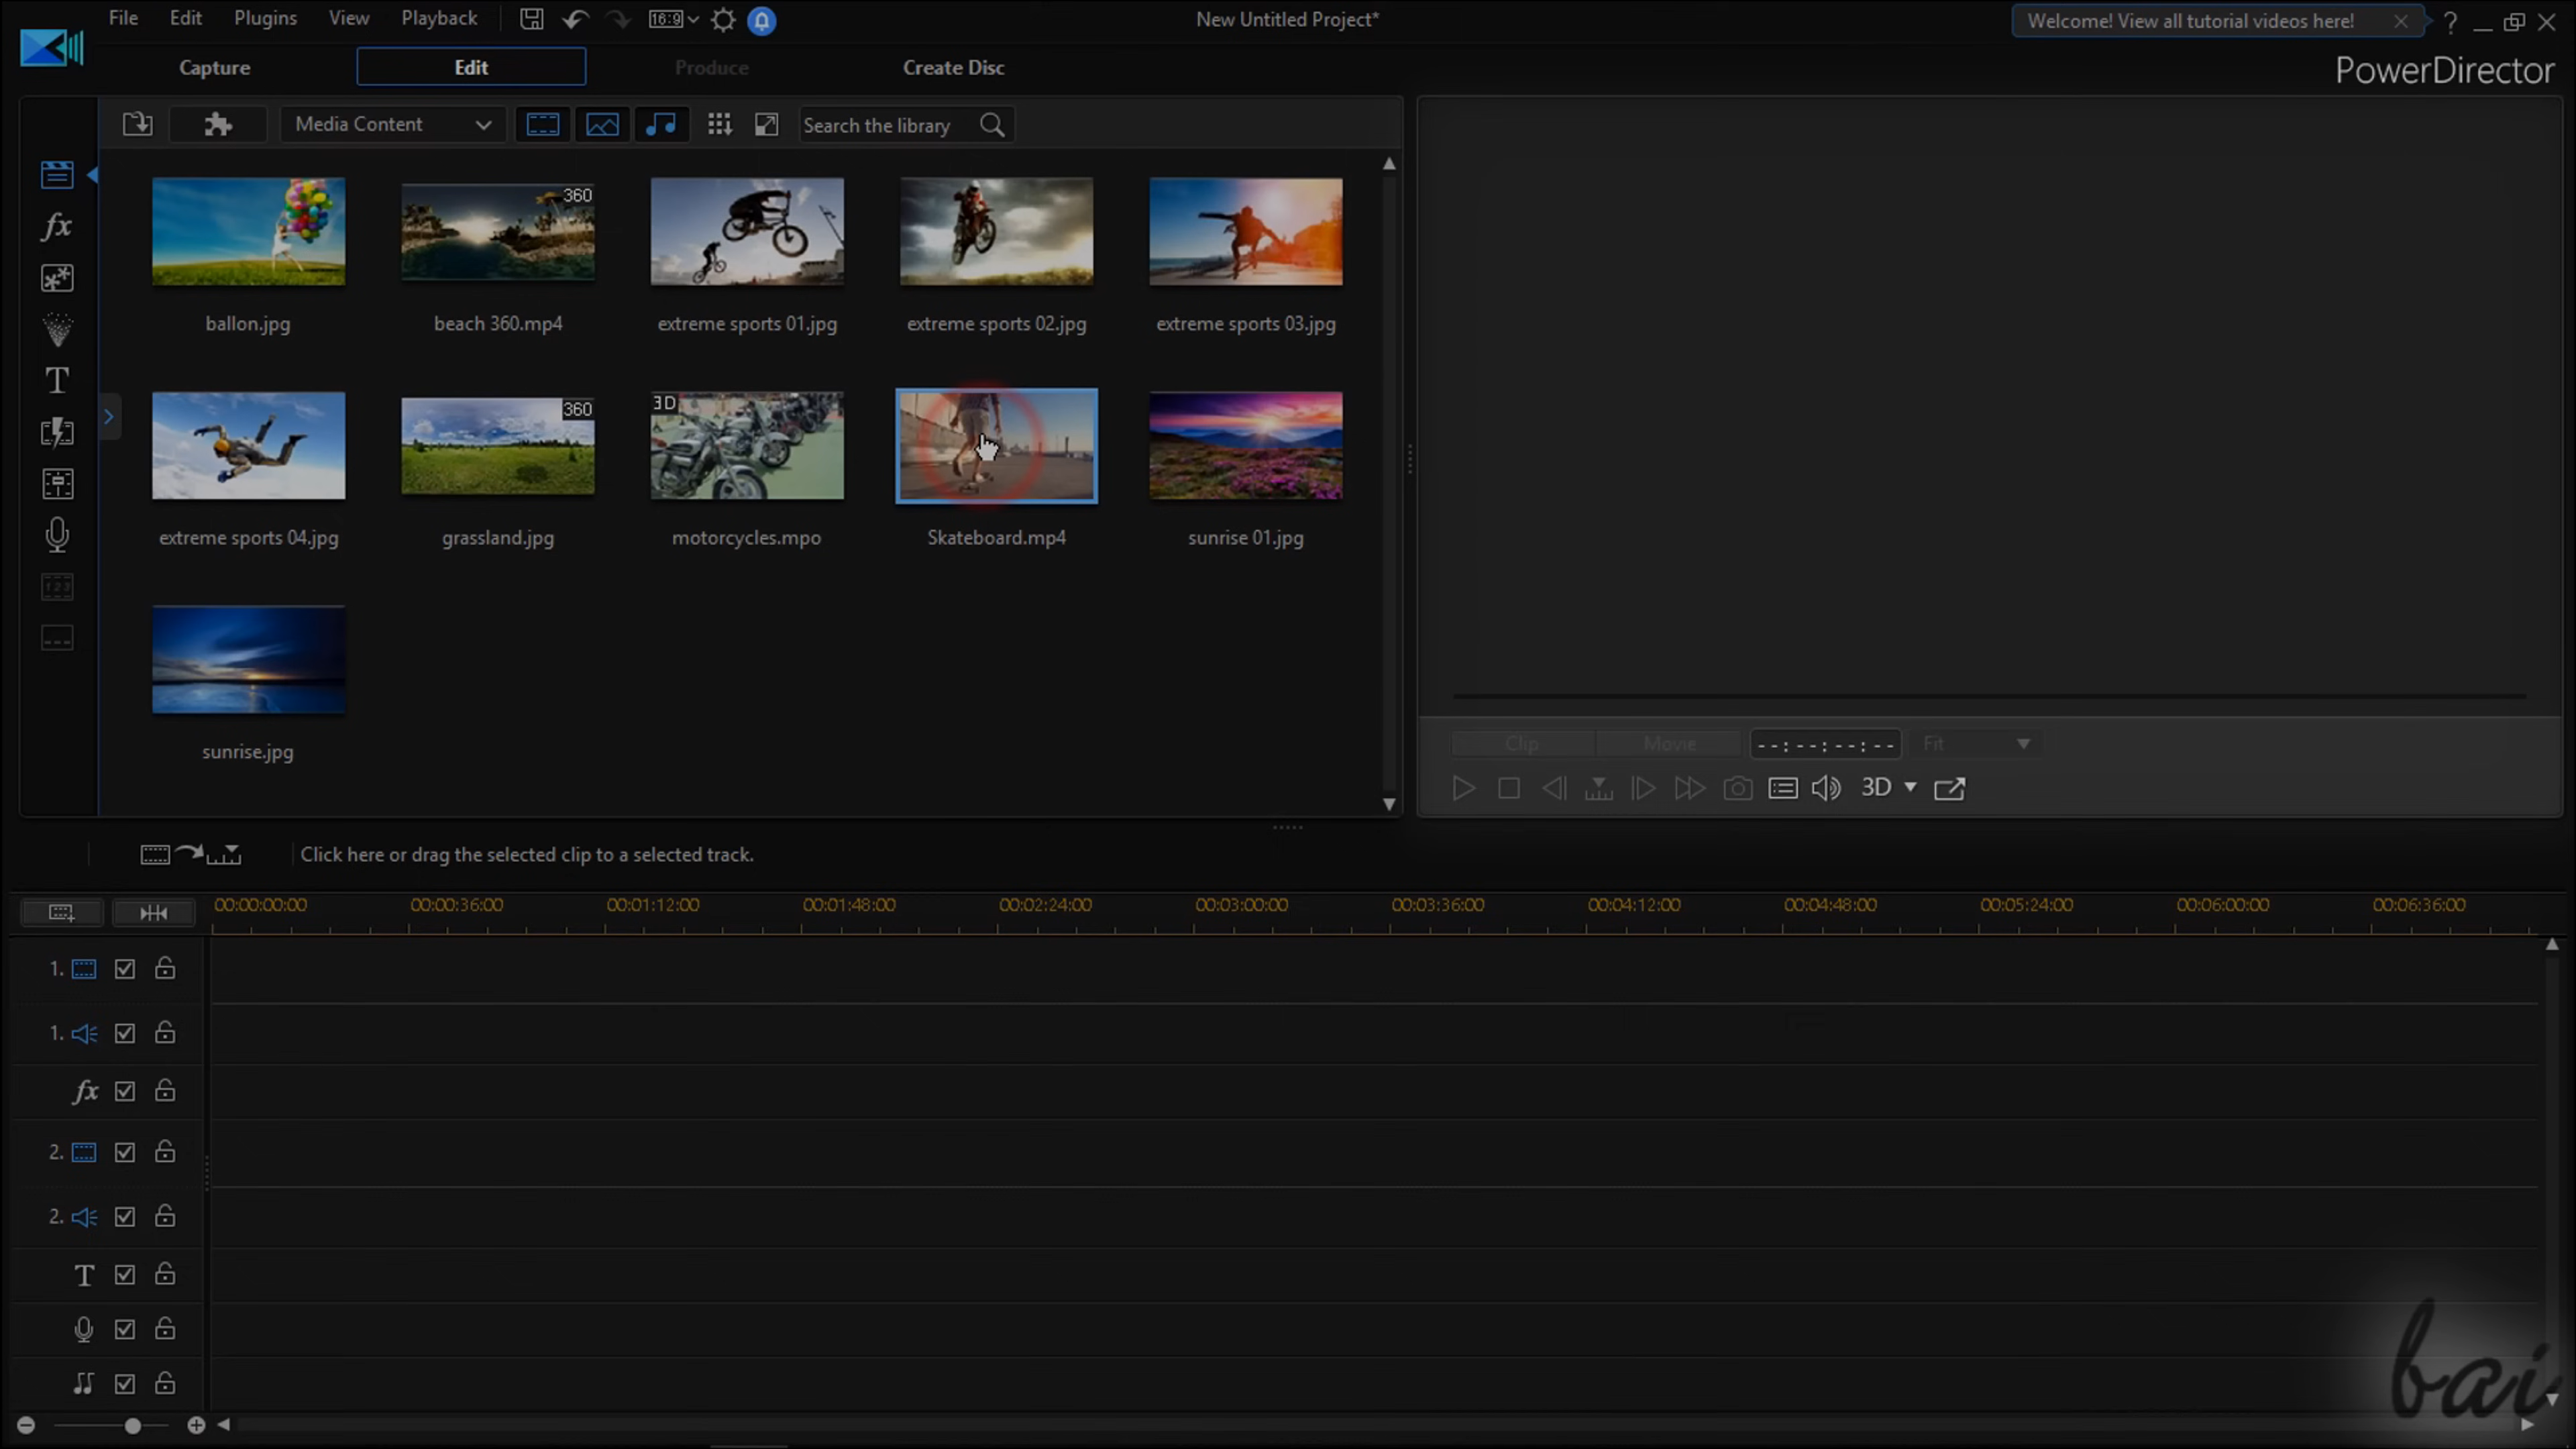 File Edit Plugins View Playback 16:9 New Untitled Project* Welcome! View all tutorial videos here! ?
Capture Edit Produce Create Disc PowerDirector
Media Content Search the library
360
ballon.jpg beach 360.mp4 extreme sports 01.jpg extreme sports 02.jpg extreme sports 03.jpg
360 3D
extreme sports 04.jpg grassland.jpg motorcycles.mpo Skateboard.mp4 sunrise 01.jpg
sunrise.jpg
fx
T
123
Clip Movie --:--:--:-- Fit
3D
Click here or drag the selected clip to a selected track.
00:00:00:00 00:00:36:00 00:01:12:00 00:01:48:00 00:02:24:00 00:03:00:00 00:03:36:00 00:04:12:00 00:04:48:00 00:05:24:00 00:06:00:00 00:06:36:00
1.
1.
fx
2.
2.
T
bai